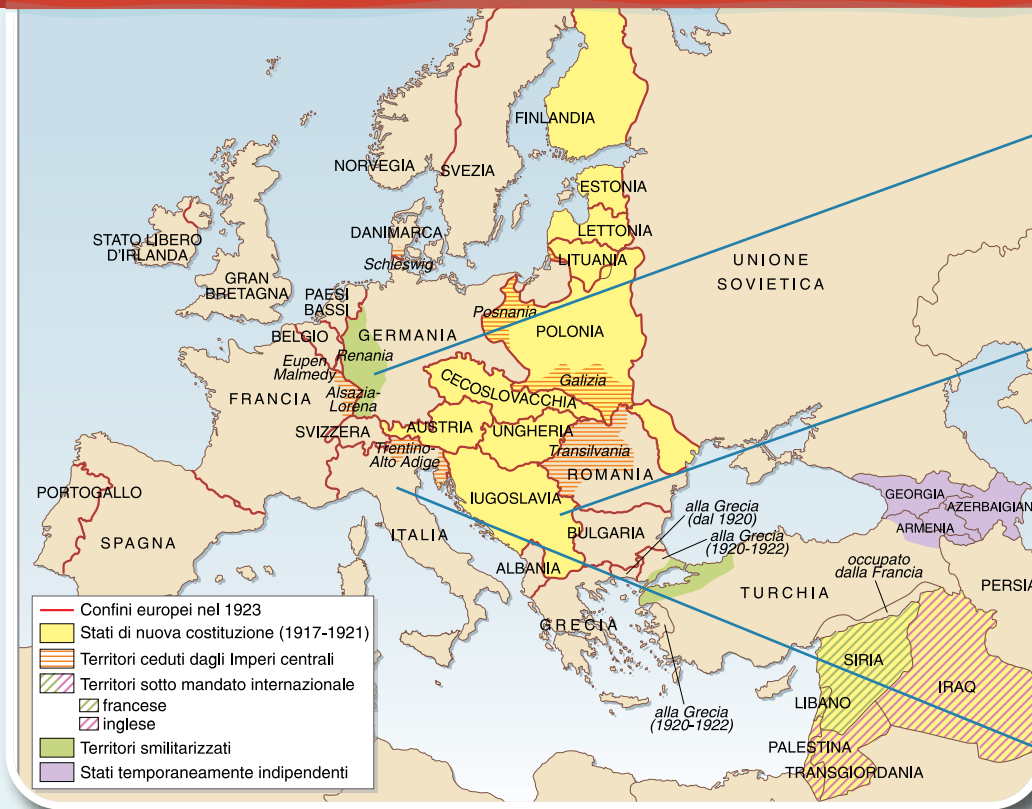 FINLANDIA
NORVEGIA
SVEZIA
ESTONIA
LETTONIA
LITUANIA
DANIMARCA
Schleswig
STATO LIBERO
D'IRLANDA
GRAN
BRETAGNA
PAESI
BASSI
BELGIO
GERMANIA
Posnania
POLONIA
UNIONE
SOVIETICA
Eupen
Malmedy
Renania
FRANCIA
Alsazia-
Lorena
CECOSLOVACCHIA
Galizia
SVIZZERA
AUSTRIA
UNGHERIA
Trentino-
Alto Adige
Transilvania
ROMANIA
PORTOGALLO
SPAGNA
ITALIA
IUGOSLAVIA
BULGARIA
ALBANIA
GRECIA
alla Grecia
(dal 1920)
alla Grecia
(1920-1922)
GEORGIA
AZERBAIGIAN
ARMENIA
occupato
dalla Francia
TURCHIA
PERSIA
SIRIA
IRAQ
LIBANO
alla Grecia
(1920-1922)
PALESTINA
TRANSGIORDANIA
Confini europei nel 1923
Stati di nuova costituzione (1917-1921)
Territori ceduti dagli Imperi centrali
Territori sotto mandato internazionale
francese
inglese
Territori smilitarizzati
Stati temporaneamente indipendenti